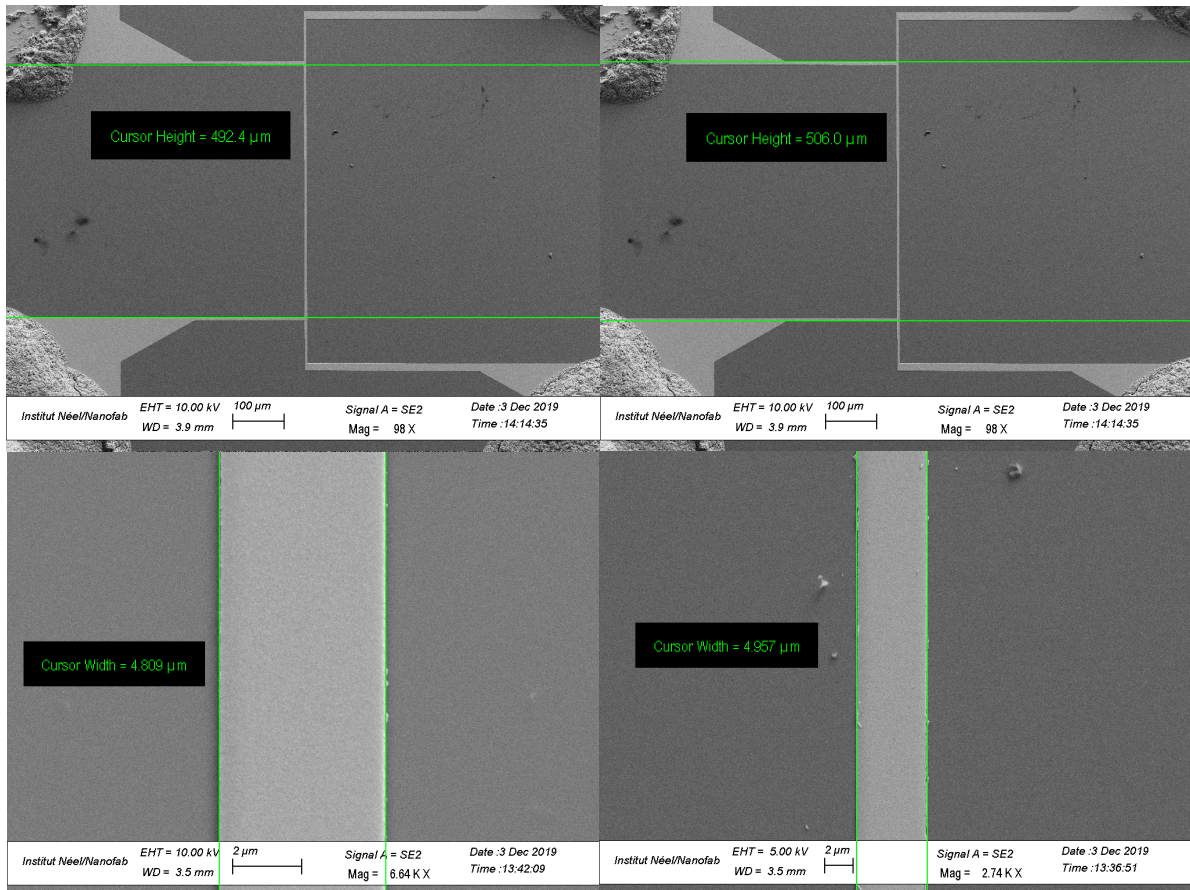 Cursor Height = 492.4 µm
Institut Néel/Nanofab
EHT = 10.00 kV
WD = 3.9 mm
100 µm
Signal A = SE2
Mag = 98 X
Date :3 Dec 2019
Time :14:14:35
Cursor Height = 506.0 µm
Institut Néel/Nanofab
EHT = 10.00 kV
WD = 3.9 mm
100 µm
Signal A = SE2
Mag = 98 X
Date :3 Dec 2019
Time :14:14:35
Cursor Width = 4.809 µm
Institut Néel/Nanofab
EHT = 10.00 kV
WD = 3.5 mm
2 µm
Signal A = SE2
Mag = 6.64 K X
Date :3 Dec 2019
Time :13:42:09
Cursor Width = 4.957 µm
Institut Néel/Nanofab
EHT = 5.00 kV
WD = 3.5 mm
2 µm
Signal A = SE2
Mag = 2.74 K X
Date :3 Dec 2019
Time :13:36:51